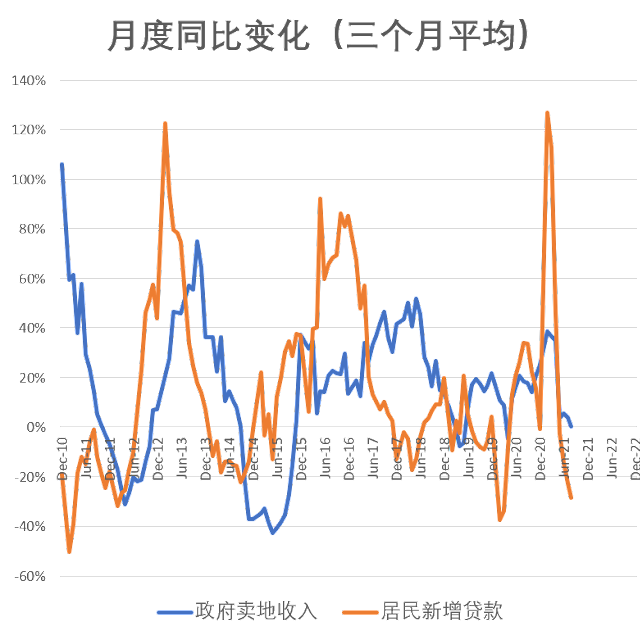 月度同比变化（三个月平均）
140%
120%
100%
80%
60%
40%
20%
0%
-20%
-40%
-60%
Dec-10
Jun-11
Dec-11
Jun-12
Dec-12
Jun-13
Dec-13
Jun-14
Dec-14
Jun-15
Dec-15
Jun-16
Dec-16
Jun-17
Dec-17
Jun-18
Dec-18
Jun-19
Dec-19
Jun-20
Dec-20
Jun-21
Dec-21
Jun-22
Dec-22
政府卖地收入
居民新增贷款